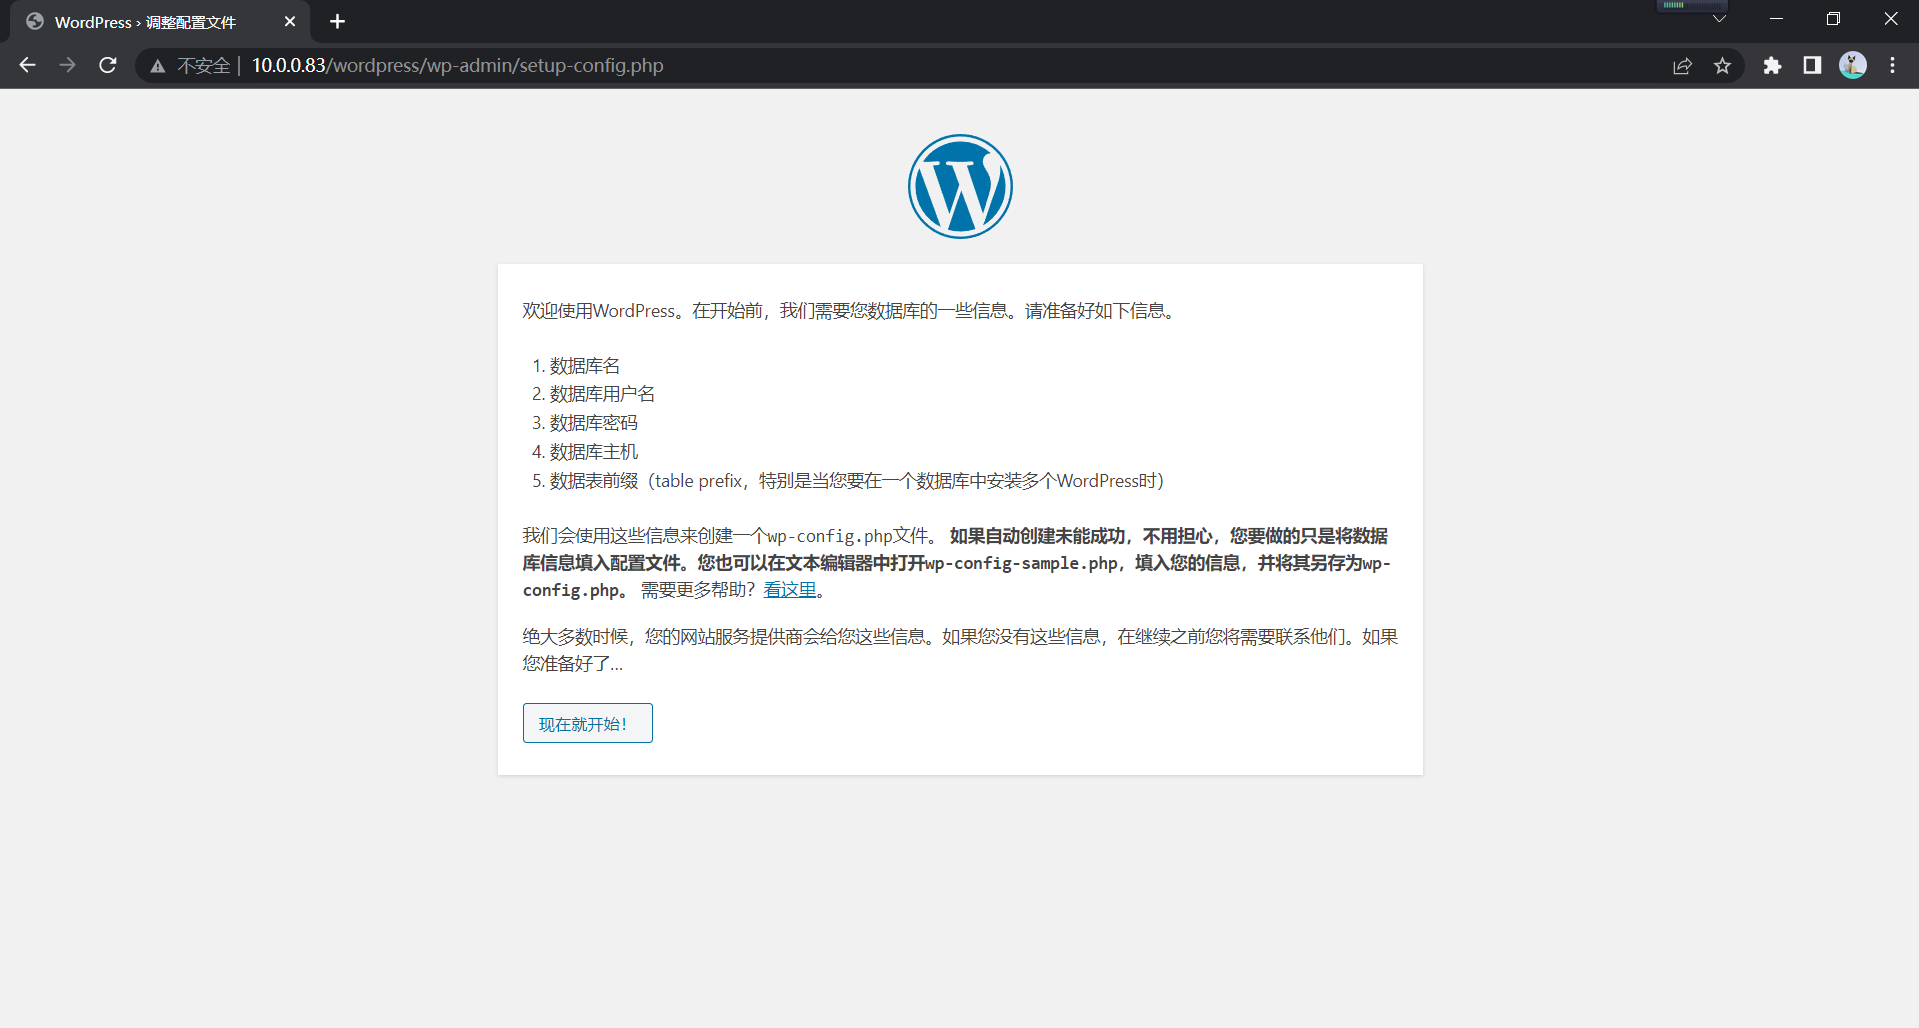 WordPress › 调整配置文件
不安全 | 10.0.0.83/wordpress/wp-admin/setup-config.php
欢迎使用WordPress。在开始前，我们需要您数据库的一些信息。请准备好如下信息。
1. 数据库名
2. 数据库用户名
3. 数据库密码
4. 数据库主机
5. 数据表前缀（table prefix，特别是当您要在一个数据库中安装多个WordPress时）
我们会使用这些信息来创建一个wp-config.php文件。 如果自动创建未能成功，不用担心，您要做的只是将数据
库信息填入配置文件。您也可以在文本编辑器中打开wp-config-sample.php，填入您的信息，并将其另存为wp-
config.php。 需要更多帮助？看这里。
绝大多数时候，您的网站服务提供商会给您这些信息。如果您没有这些信息，在继续之前您将需要联系他们。如果
您准备好了…
现在就开始！